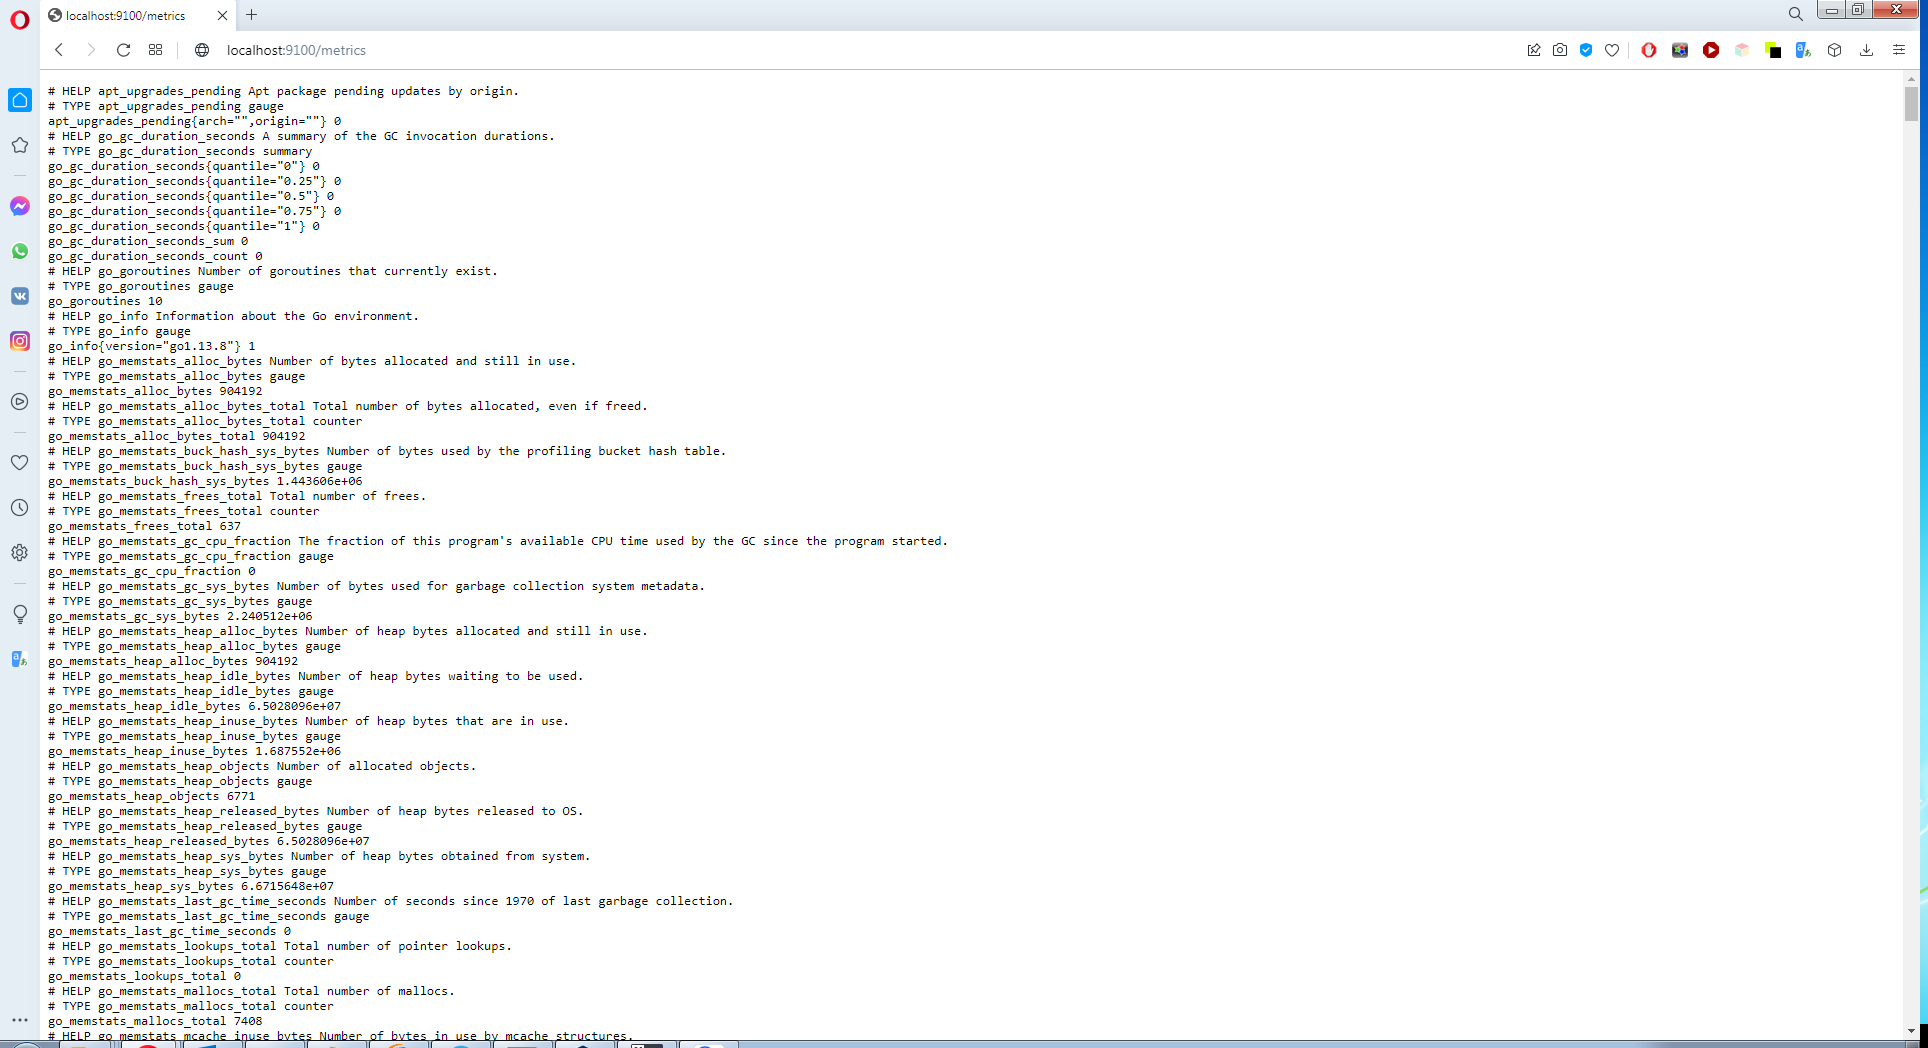 localhost:9100/metrics
localhost:9100/metrics
# HELP apt_upgrades_pending Apt package pending updates by origin.
# TYPE apt_upgrades_pending gauge
apt_upgrades_pending{arch="",origin=""} 0
# HELP go_gc_duration_seconds A summary of the GC invocation durations.
# TYPE go_gc_duration_seconds summary
go_gc_duration_seconds{quantile="0"} 0
go_gc_duration_seconds{quantile="0.25"} 0
go_gc_duration_seconds{quantile="0.5"} 0
go_gc_duration_seconds{quantile="0.75"} 0
go_gc_duration_seconds{quantile="1"} 0
go_gc_duration_seconds_sum 0
go_gc_duration_seconds_count 0
# HELP go_goroutines Number of goroutines that currently exist.
# TYPE go_goroutines gauge
go_goroutines 10
# HELP go_info Information about the Go environment.
# TYPE go_info gauge
go_info{version="go1.13.8"} 1
# HELP go_memstats_alloc_bytes Number of bytes allocated and still in use.
# TYPE go_memstats_alloc_bytes gauge
go_memstats_alloc_bytes 904192
# HELP go_memstats_alloc_bytes_total Total number of bytes allocated, even if freed.
# TYPE go_memstats_alloc_bytes_total counter
go_memstats_alloc_bytes_total 904192
# HELP go_memstats_buck_hash_sys_bytes Number of bytes used by the profiling bucket hash table.
# TYPE go_memstats_buck_hash_sys_bytes gauge
go_memstats_buck_hash_sys_bytes 1.443606e+06
# HELP go_memstats_frees_total Total number of frees.
# TYPE go_memstats_frees_total counter
go_memstats_frees_total 637
# HELP go_memstats_gc_cpu_fraction The fraction of this program's available CPU time used by the GC since the program started.
# TYPE go_memstats_gc_cpu_fraction gauge
go_memstats_gc_cpu_fraction 0
# HELP go_memstats_gc_sys_bytes Number of bytes used for garbage collection system metadata.
# TYPE go_memstats_gc_sys_bytes gauge
go_memstats_gc_sys_bytes 2.240512e+06
# HELP go_memstats_heap_alloc_bytes Number of heap bytes allocated and still in use.
# TYPE go_memstats_heap_alloc_bytes gauge
go_memstats_heap_alloc_bytes 904192
# HELP go_memstats_heap_idle_bytes Number of heap bytes waiting to be used.
# TYPE go_memstats_heap_idle_bytes gauge
go_memstats_heap_idle_bytes 6.5028096e+07
# HELP go_memstats_heap_inuse_bytes Number of heap bytes that are in use.
# TYPE go_memstats_heap_inuse_bytes gauge
go_memstats_heap_inuse_bytes 1.687552e+06
# HELP go_memstats_heap_objects Number of allocated objects.
# TYPE go_memstats_heap_objects gauge
go_memstats_heap_objects 6771
# HELP go_memstats_heap_released_bytes Number of heap bytes released to OS.
# TYPE go_memstats_heap_released_bytes gauge
go_memstats_heap_released_bytes 6.5028096e+07
# HELP go_memstats_heap_sys_bytes Number of heap bytes obtained from system.
# TYPE go_memstats_heap_sys_bytes gauge
go_memstats_heap_sys_bytes 6.6715648e+07
# HELP go_memstats_last_gc_time_seconds Number of seconds since 1970 of last garbage collection.
# TYPE go_memstats_last_gc_time_seconds gauge
go_memstats_last_gc_time_seconds 0
# HELP go_memstats_lookups_total Total number of pointer lookups.
# TYPE go_memstats_lookups_total counter
go_memstats_lookups_total 0
# HELP go_memstats_mallocs_total Total number of mallocs.
# TYPE go_memstats_mallocs_total counter
go_memstats_mallocs_total 7408
# HELP go_memstats_mcache_inuse_bytes Number of bytes in use by mcache structures.